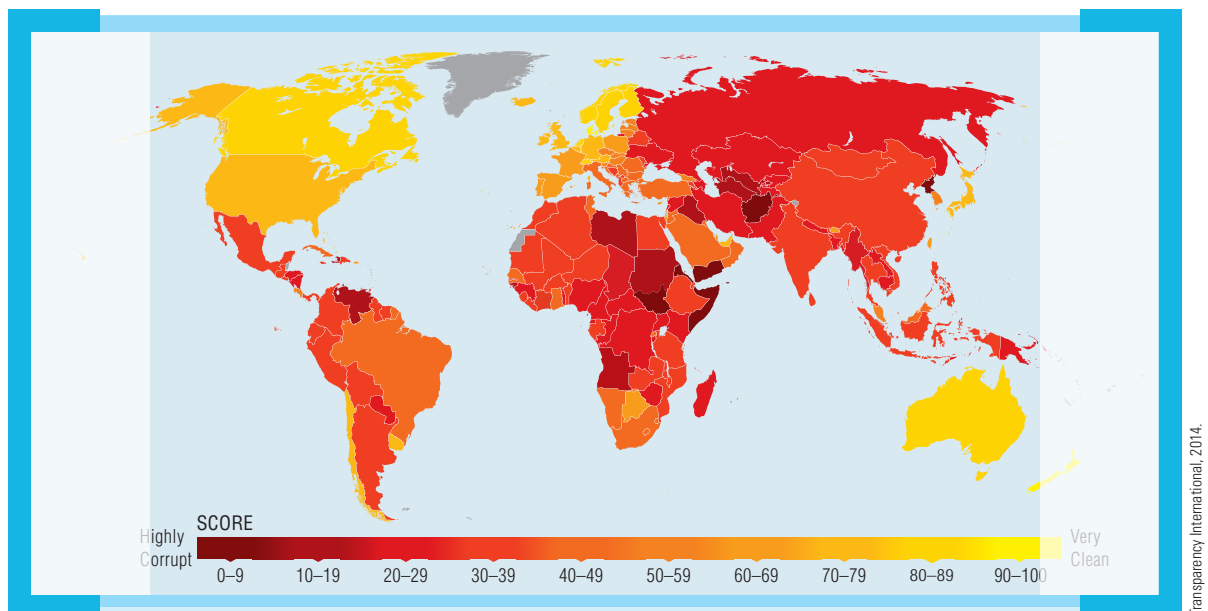 SCORE
Highly
Corrupt
Very
Clean
0–9 10–19 20–29 30–39 40–49 50–59 60–69 70–79 80–89 90–100
ransparency International, 2014.